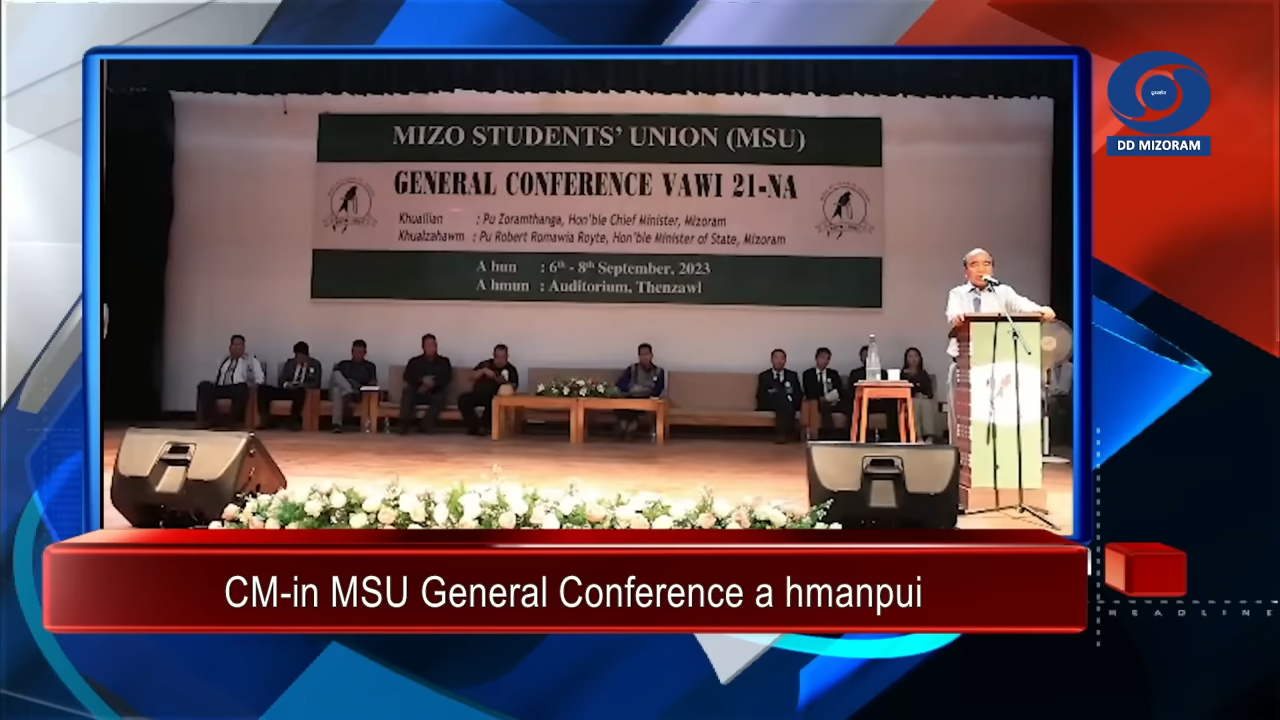 MIZO STUDENTS' UNION (MSU)
GENERAL CONFERENCE VAWI 21-NA
Khuallian : Pu Zoramthanga, Hon'ble Chief Minister, Mizoram
Khualzahawm : Pu Robert Romawia Royte, Hon'ble Minister of State, Mizoram
A hun : 6th - 8th September, 2023
A hmun : Auditorium, Thenzawl
DD MIZORAM
CM-in MSU General Conference a hmanpui
HEADLINE